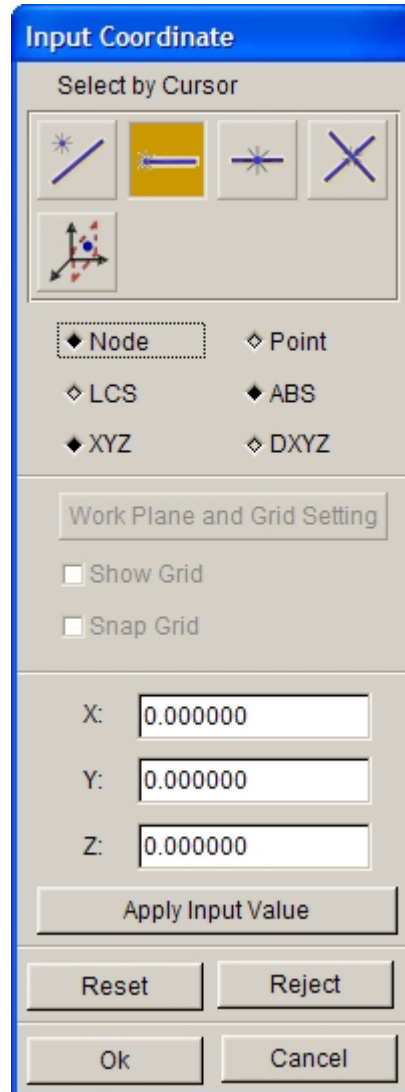 Input Coordinate
Select by Cursor
Node Point
LCS ABS
XYZ DXYZ
Work Plane and Grid Setting
Show Grid
Snap Grid
X: 0.000000
Y: 0.000000
Z: 0.000000
Apply Input Value
Reset Reject
Ok Cancel